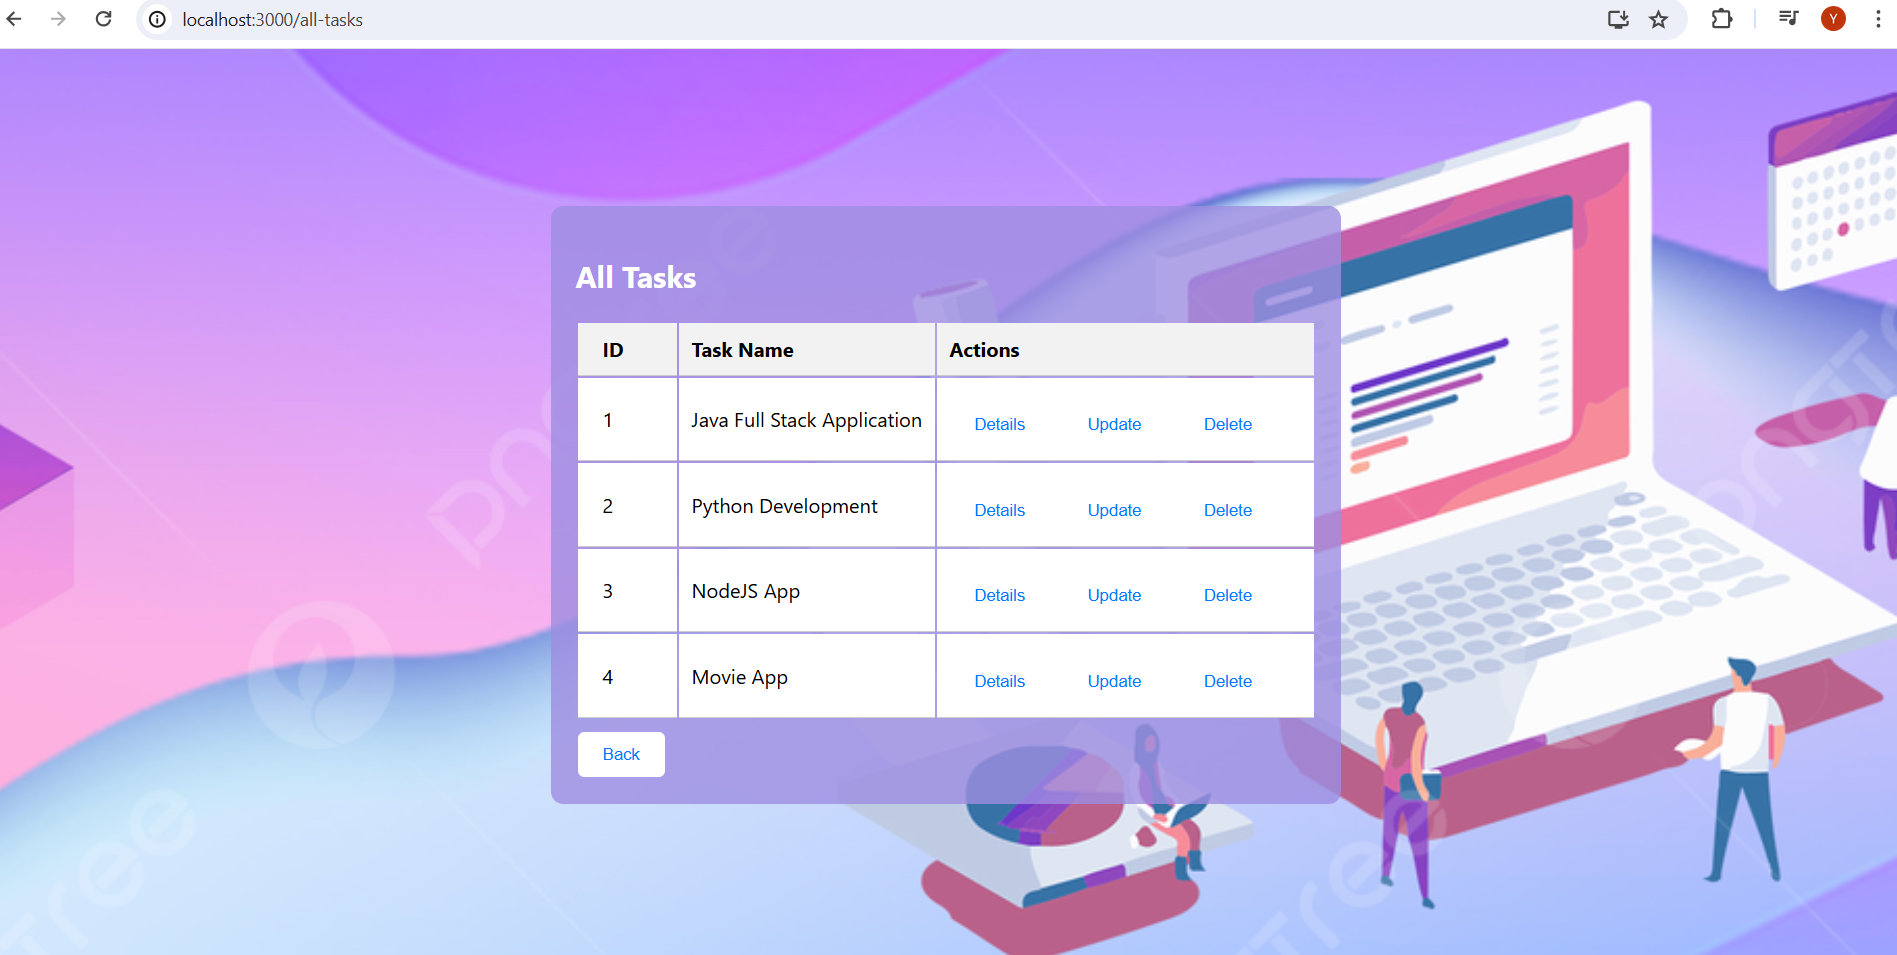 localhost:3000/all-tasks
Y
All Tasks
ID Task Name Actions
1 Java Full Stack Application Details Update Delete
2 Python Development Details Update Delete
3 NodeJS App Details Update Delete
4 Movie App Details Update Delete
Back